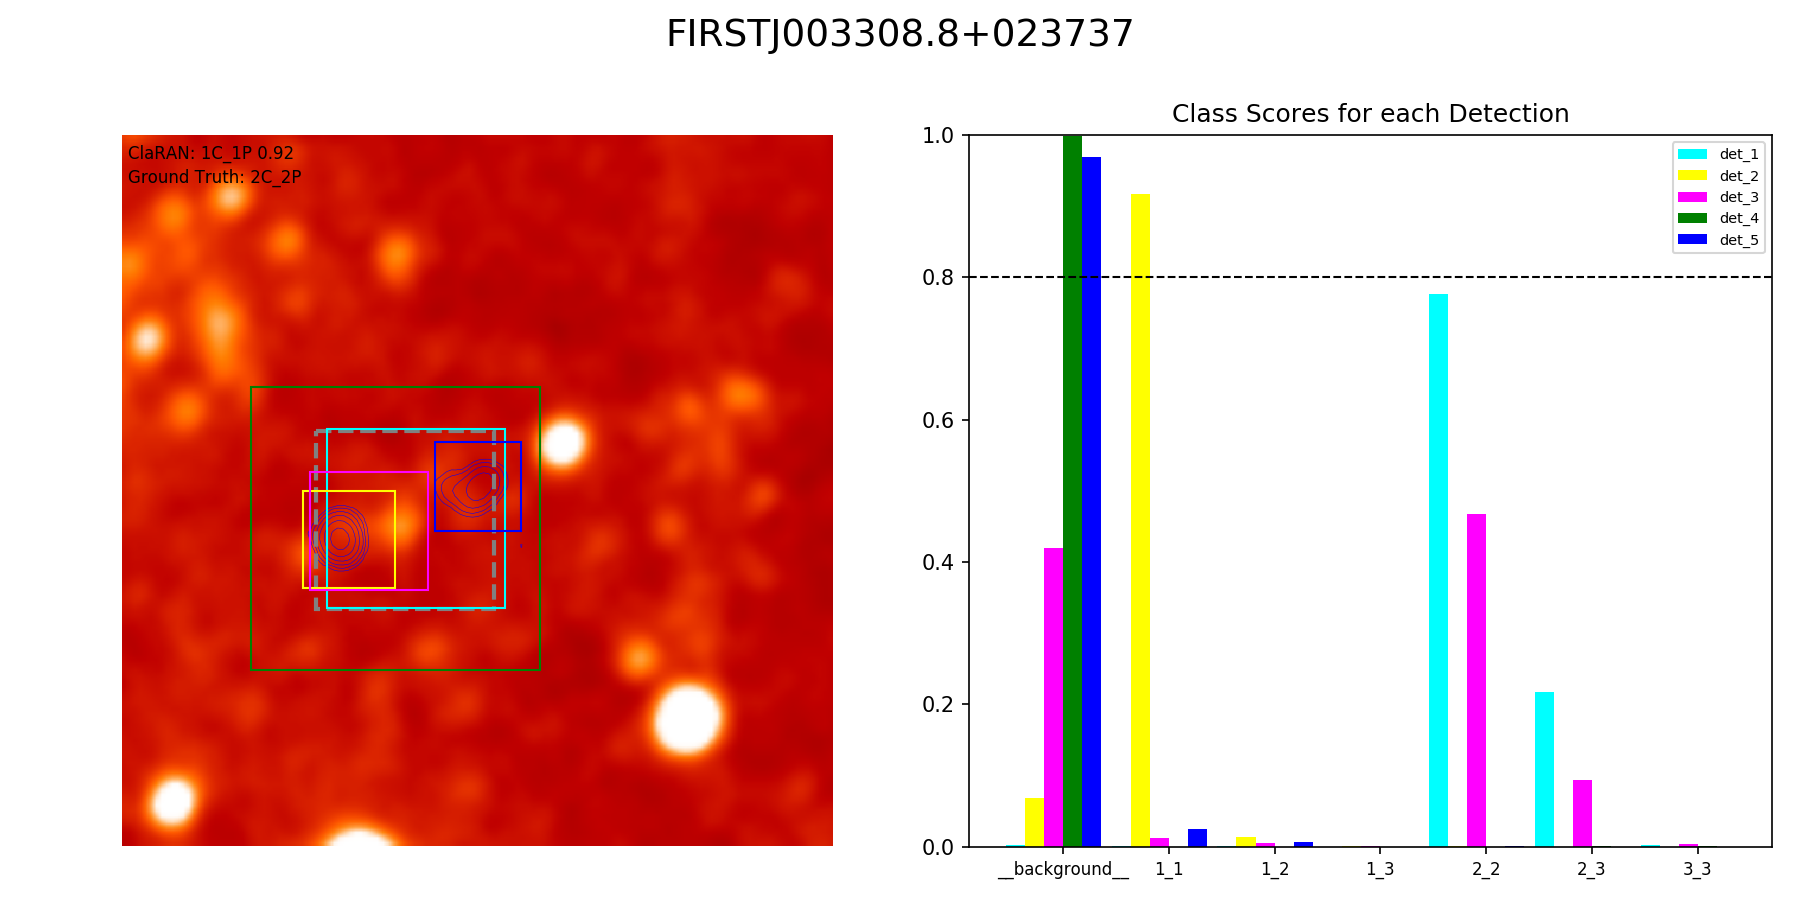 FIRSTJ003308.8+023737
ClaRAN: 1C_1P 0.92
Ground Truth: 2C_2P
Class Scores for each Detection
1.0
0.8
0.6
0.4
0.2
0.0
det_1
det_2
det_3
det_4
det_5
__background__ 1_1 1_2 1_3 2_2 2_3 3_3